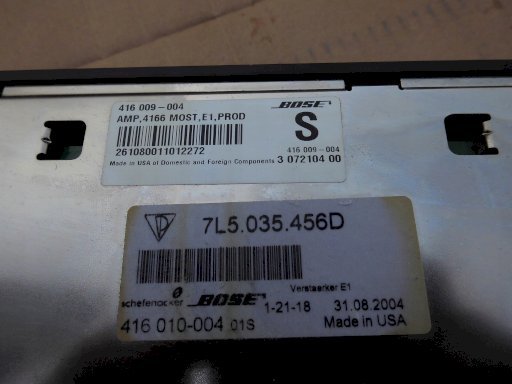 416 009-004 BOSE
AMP,4166 MOST,E1,PROD S
416 009-004
261080011012272
Made in USA of Domestic and Foreign Components 3 072104 00
7L5.035.456D
Verstaerker E1
schefenacker BOSE 1-21-18 31.08.2004
416 010-004 01S Made in USA